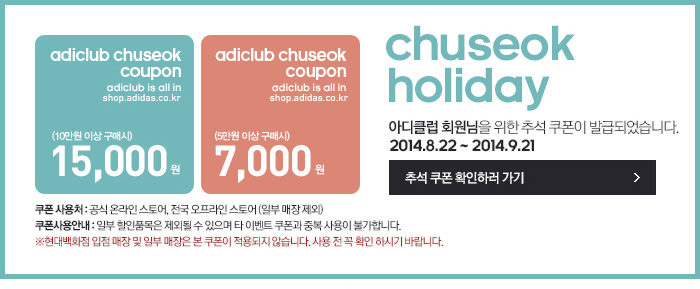 adiclub chuseok
coupon
adiclub is all in
shop.adidas.co.kr
(10만원 이상 구매시)
15,000 원
adiclub chuseok
coupon
adiclub is all in
shop.adidas.co.kr
(5만원 이상 구매시)
7,000 원
chuseok
holiday
아디클럽 회원님을 위한 추석 쿠폰이 발급되었습니다.
2014.8.22 ~ 2014.9.21
추석 쿠폰 확인하러 가기
쿠폰 사용처 : 공식 온라인 스토어, 전국 오프라인 스토어 (일부 매장 제외)
쿠폰사용안내 : 일부 할인품목은 제외될 수 있으며 타 이벤트 쿠폰과 중복 사용이 불가합니다.
※현대백화점 입점 매장 및 일부 매장은 본 쿠폰이 적용되지 않습니다. 사용 전 꼭 확인 하시기 바랍니다.